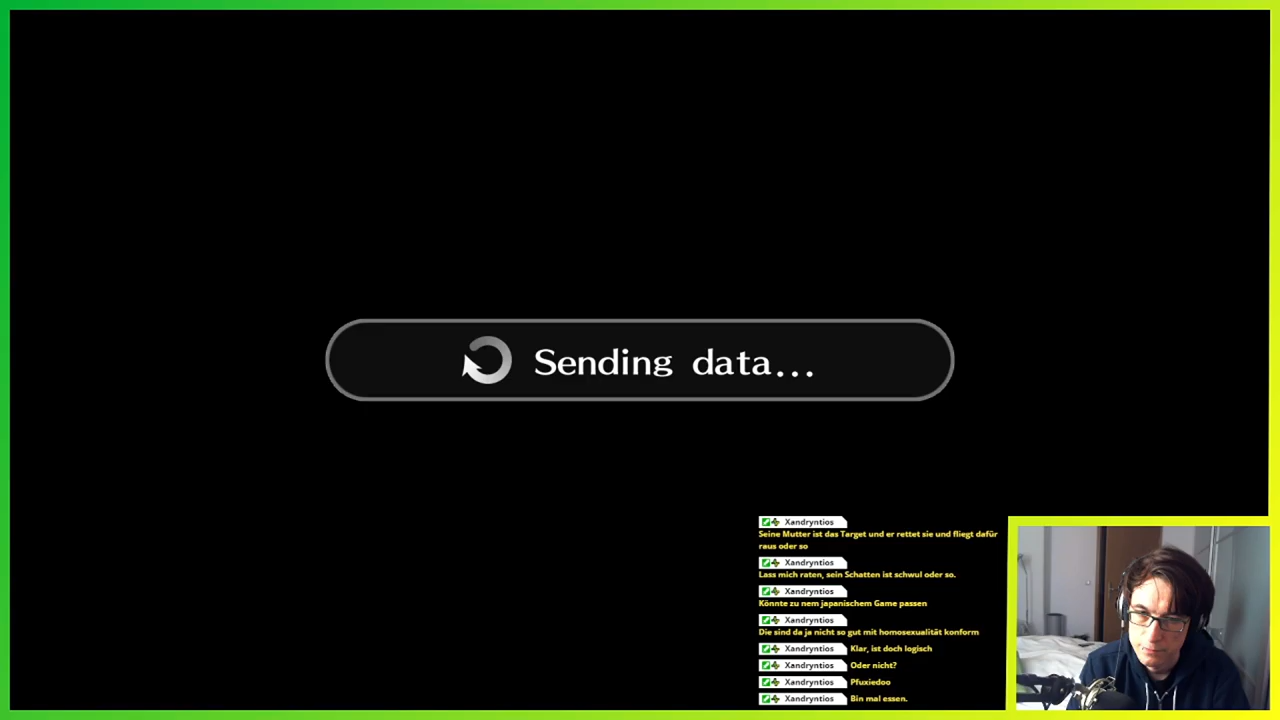 Sending data...
Xandryntios
Seine Mutter ist das Target und er rettet sie und fliegt dafür
raus oder so
Xandryntios
Lass mich raten, sein Schatten ist schwul oder so.
Xandryntios
Könnte zu nem japanischem Game passen
Xandryntios
Die sind da ja nicht so gut mit homosexualität konform
Xandryntios Klar, ist doch logisch
Xandryntios Oder nicht?
Xandryntios Pfuxiedoo
Xandryntios Bin mal essen.